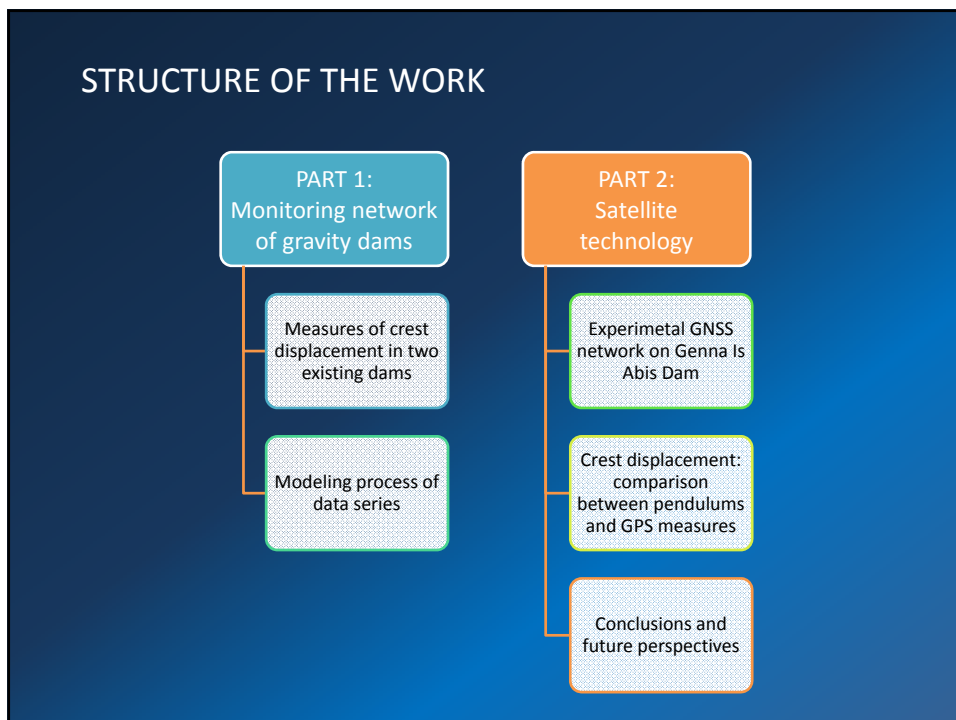 STRUCTURE OF THE WORK
PART 1:
Monitoring network
of gravity dams
Measures of crest
displacement in two
existing dams
Modeling process of
data series
PART 2:
Satellite
technology
Experimetal GNSS
network on Genna Is
Abis Dam
Crest displacement:
comparison
between pendulums
and GPS measures
Conclusions and
future perspectives